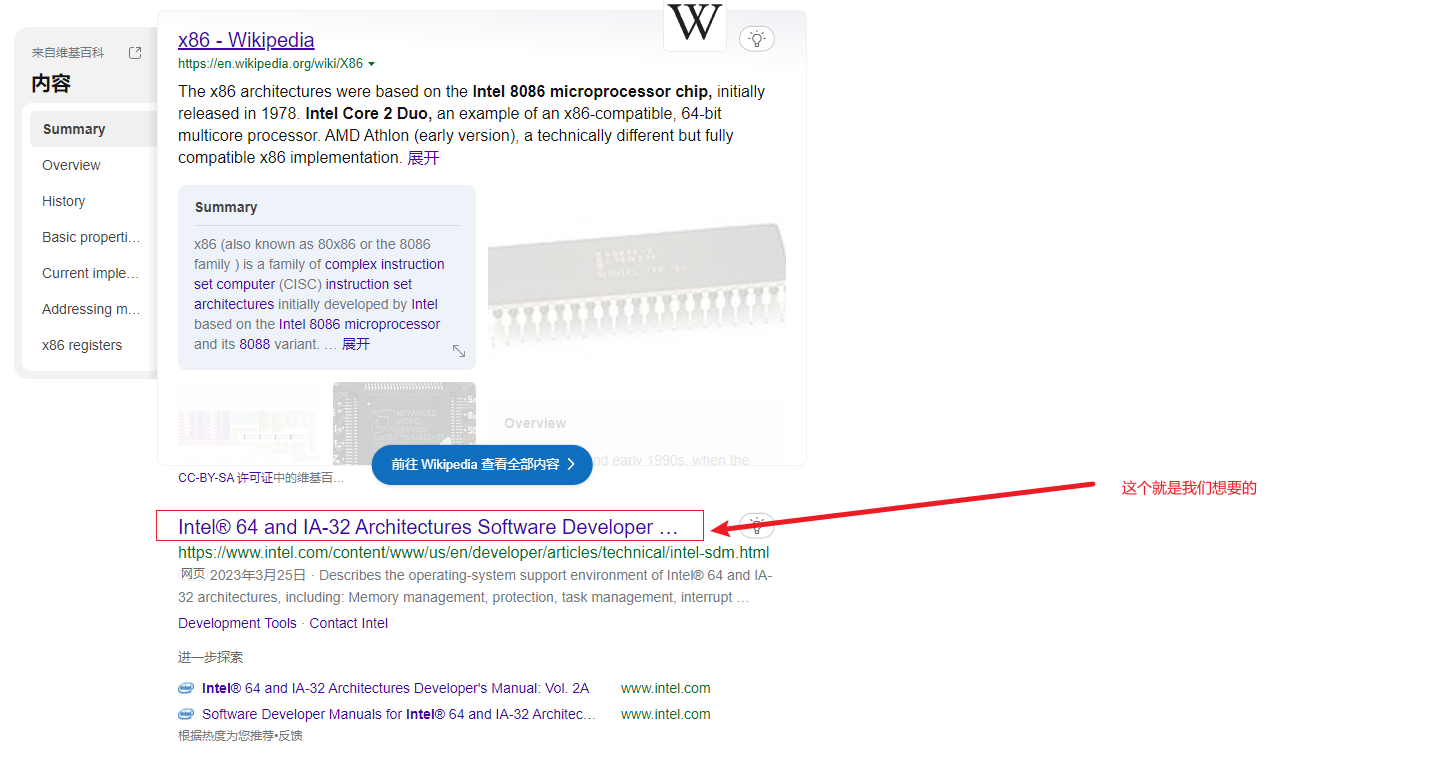 来自维基百科
内容
Summary
Overview
History
Basic properti…
Current imple…
Addressing m…
x86 registers
W
x86 - Wikipedia
https://en.wikipedia.org/wiki/X86
The x86 architectures were based on the Intel 8086 microprocessor chip, initially
released in 1978. Intel Core 2 Duo, an example of an x86-compatible, 64-bit
multicore processor. AMD Athlon (early version), a technically different but fully
compatible x86 implementation. 展开
Summary
x86 (also known as 80x86 or the 8086
family ) is a family of complex instruction
set computer (CISC) instruction set
architectures initially developed by Intel
based on the Intel 8086 microprocessor
and its 8088 variant. … 展开
ADVANCED
MICRO
DEVICES
Overview
nd early 1990s, when the
前往 Wikipedia 查看全部内容
CC-BY-SA 许可证中的维基百…
这个就是我们想要的
Intel® 64 and IA-32 Architectures Software Developer …
https://www.intel.com/content/www/us/en/developer/articles/technical/intel-sdm.html
网页 2023年3月25日 · Describes the operating-system support environment of Intel® 64 and IA-
32 architectures, including: Memory management, protection, task management, interrupt …
Development Tools · Contact Intel
进一步探索
Intel® 64 and IA-32 Architectures Developer's Manual: Vol. 2A www.intel.com
Software Developer Manuals for Intel® 64 and IA-32 Architec… www.intel.com
根据热度为您推荐•反馈